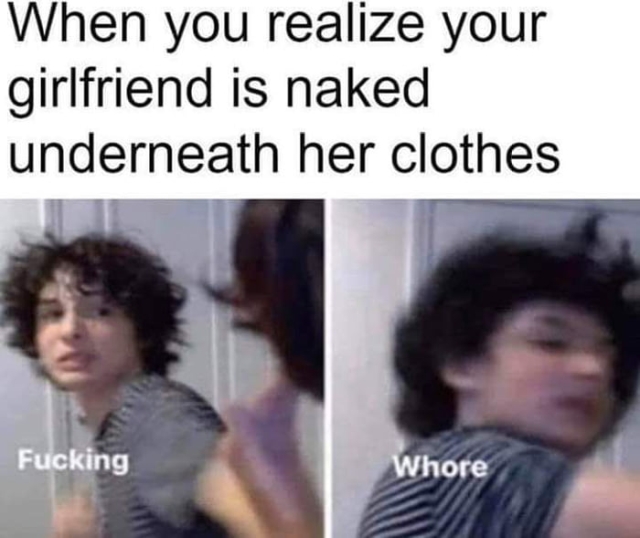 When you realize your
girlfriend is naked
underneath her clothes
Fucking
Whore